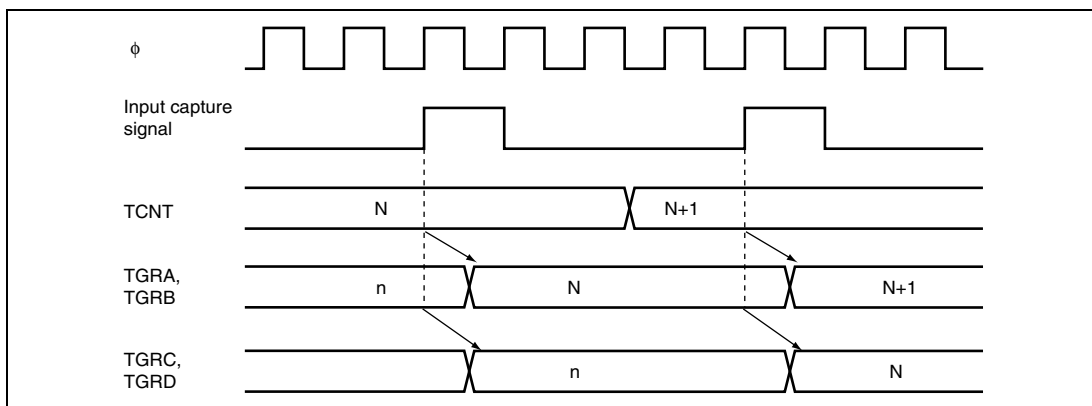 ϕ
Input capture
signal
TCNT
N
N+1
TGRA,
TGRB
n
N
N+1
TGRC,
TGRD
n
N